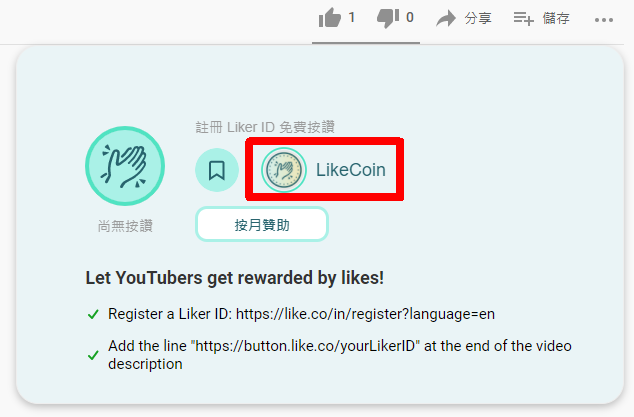 1 0 分享 儲存
註冊 Liker ID 免費按讚
LikeCoin
尚無按讚
按月贊助
Let YouTubers get rewarded by likes!
Register a Liker ID: https://like.co/in/register?language=en
Add the line "https://button.like.co/yourLikerID" at the end of the video
description